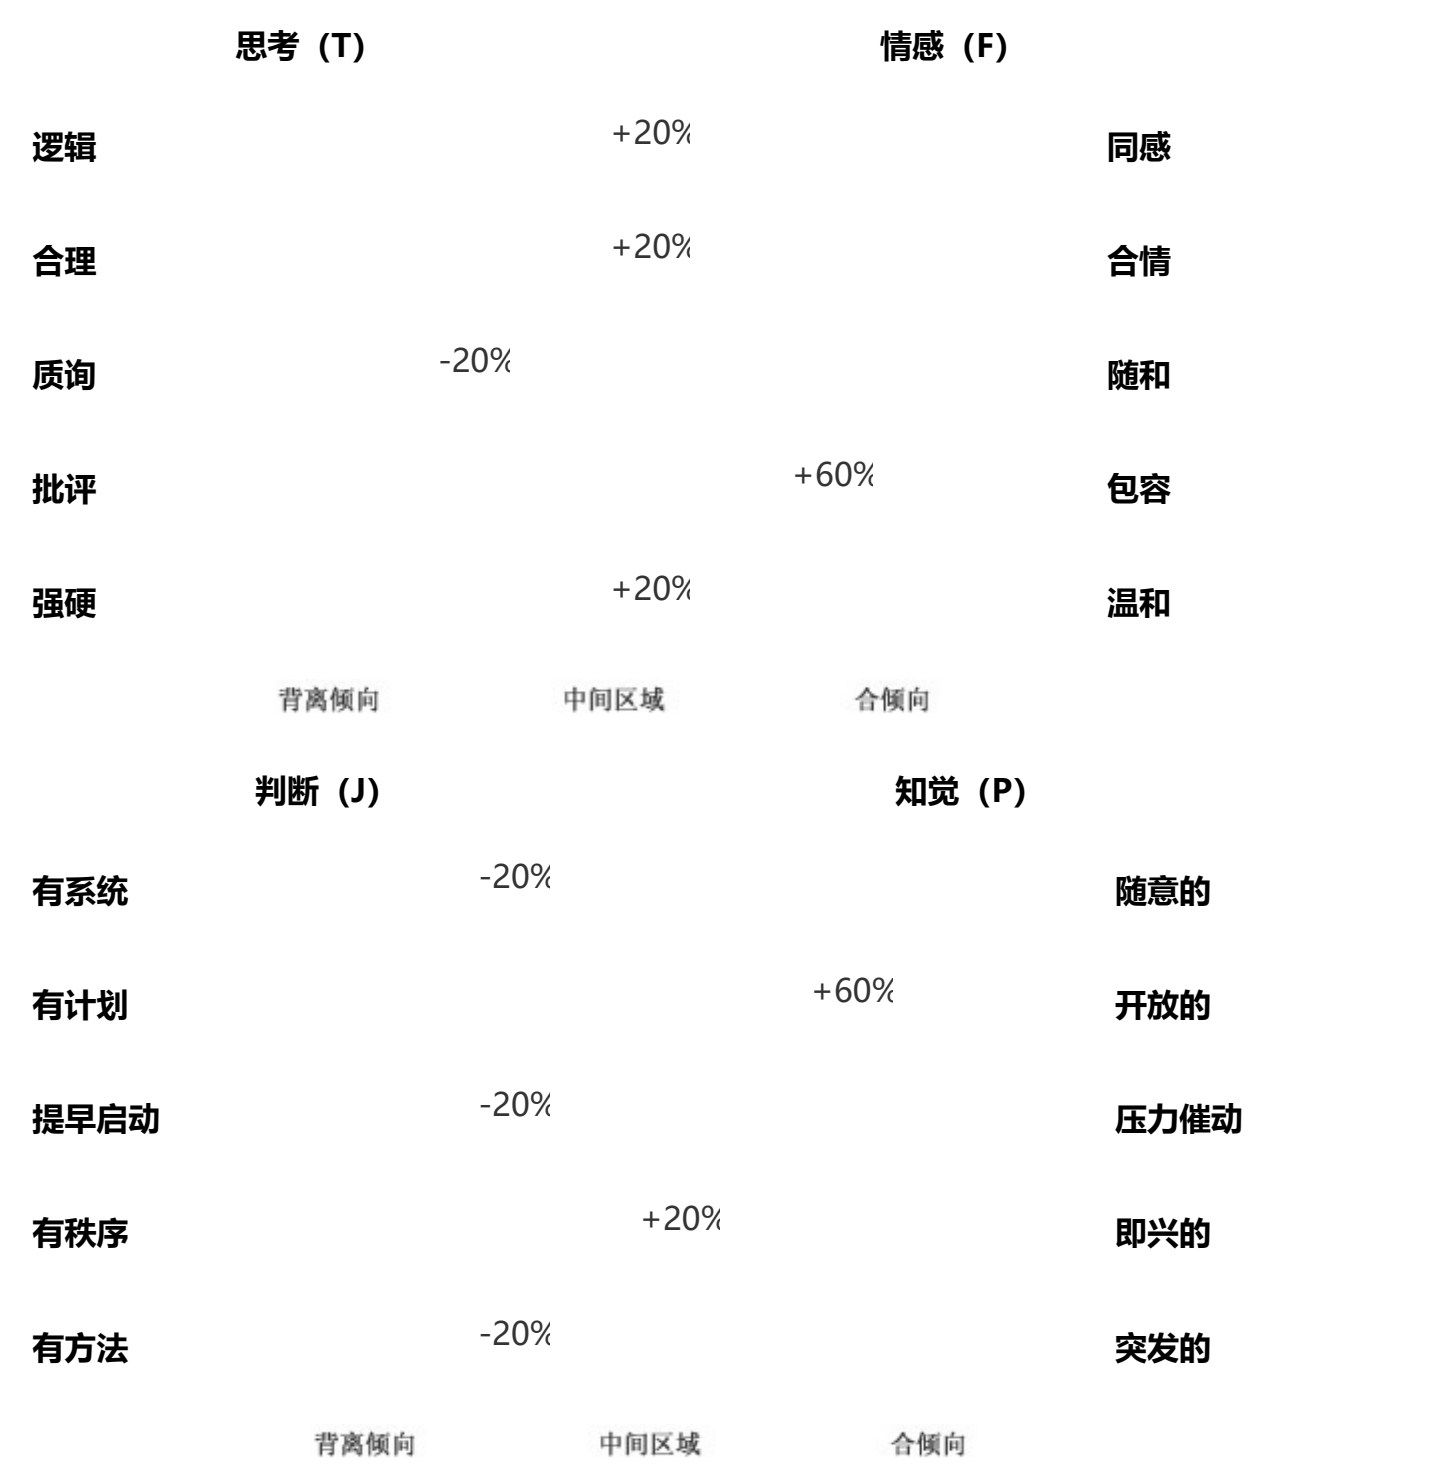 思考（T） 情感（F）
逻辑 +20% 同感
合理 +20% 合情
质询 -20% 随和
批评 +60% 包容
强硬 +20% 温和
背离倾向 中间区域 合倾向
判断（J） 知觉（P）
有系统 -20% 随意的
有计划 +60% 开放的
提早启动 -20% 压力催动
有秩序 +20% 即兴的
有方法 -20% 突发的
背离倾向 中间区域 合倾向